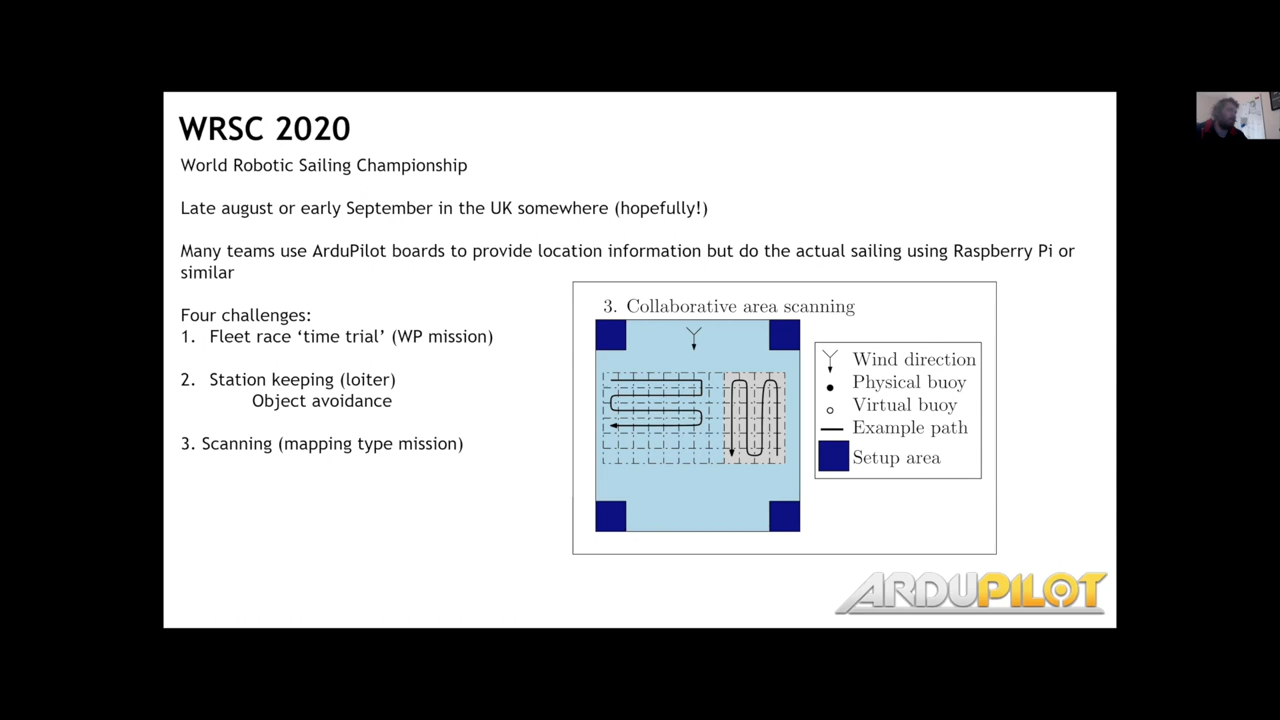 WRSC 2020
World Robotic Sailing Championship
Late august or early September in the UK somewhere (hopefully!)
Many teams use ArduPilot boards to provide location information but do the actual sailing using Raspberry Pi or
similar
Four challenges:
1. Fleet race ‘time trial’ (WP mission)
2. Station keeping (loiter)
Object avoidance
3. Scanning (mapping type mission)
3. Collaborative area scanning
Wind direction
Physical buoy
Virtual buoy
Example path
Setup area
ARDUPILOT